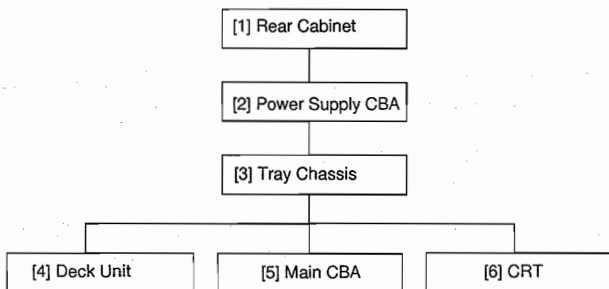 [1] Rear Cabinet
[2] Power Supply CBA
[3] Tray Chassis
[4] Deck Unit
[5] Main CBA
[6] CRT